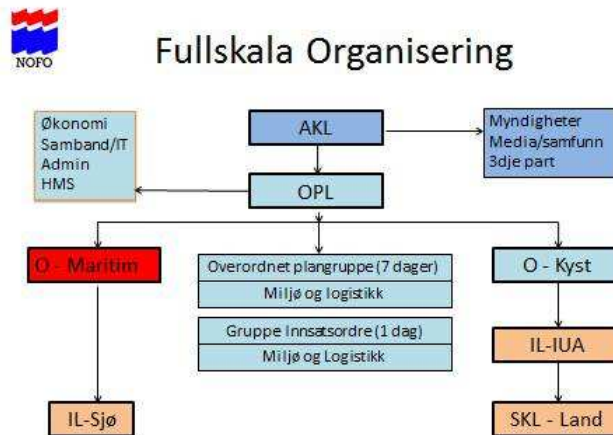 NOFO
Fullskala Organisering
Økonomi
Samband/IT
Admin
HMS
AKL
Myndigheter
Media/samfunn
3dje part
OPL
O - Maritim
Overordnet plangruppe (7 dager)
Miljø og logistikk
O - Kyst
Gruppe Innsatsordre (1 dag)
Miljø og Logistikk
IL-IUA
IL-Sjø
SKL - Land